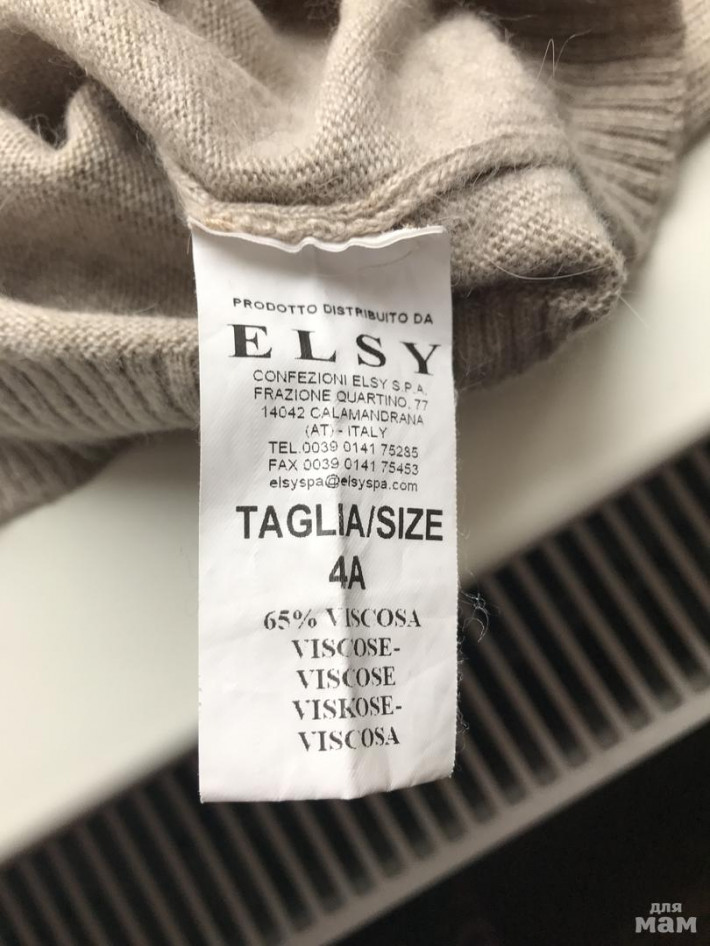 PRODOTTO DISTRIBUITO DA
ELSY
CONFEZIONI ELSY S.P.A.
FRAZIONE QUARTINO, 77
14042 CALAMANDRANA
(AT) - ITALY
TEL.0039 0141 75285
FAX 0039 0141 75453
elsyspa@elsyspa.com
TAGLIA/SIZE
4A
65% VISCOSA
VISCOSE-
VISCOSE
VISKOSE-
VISCOSA
для
мам